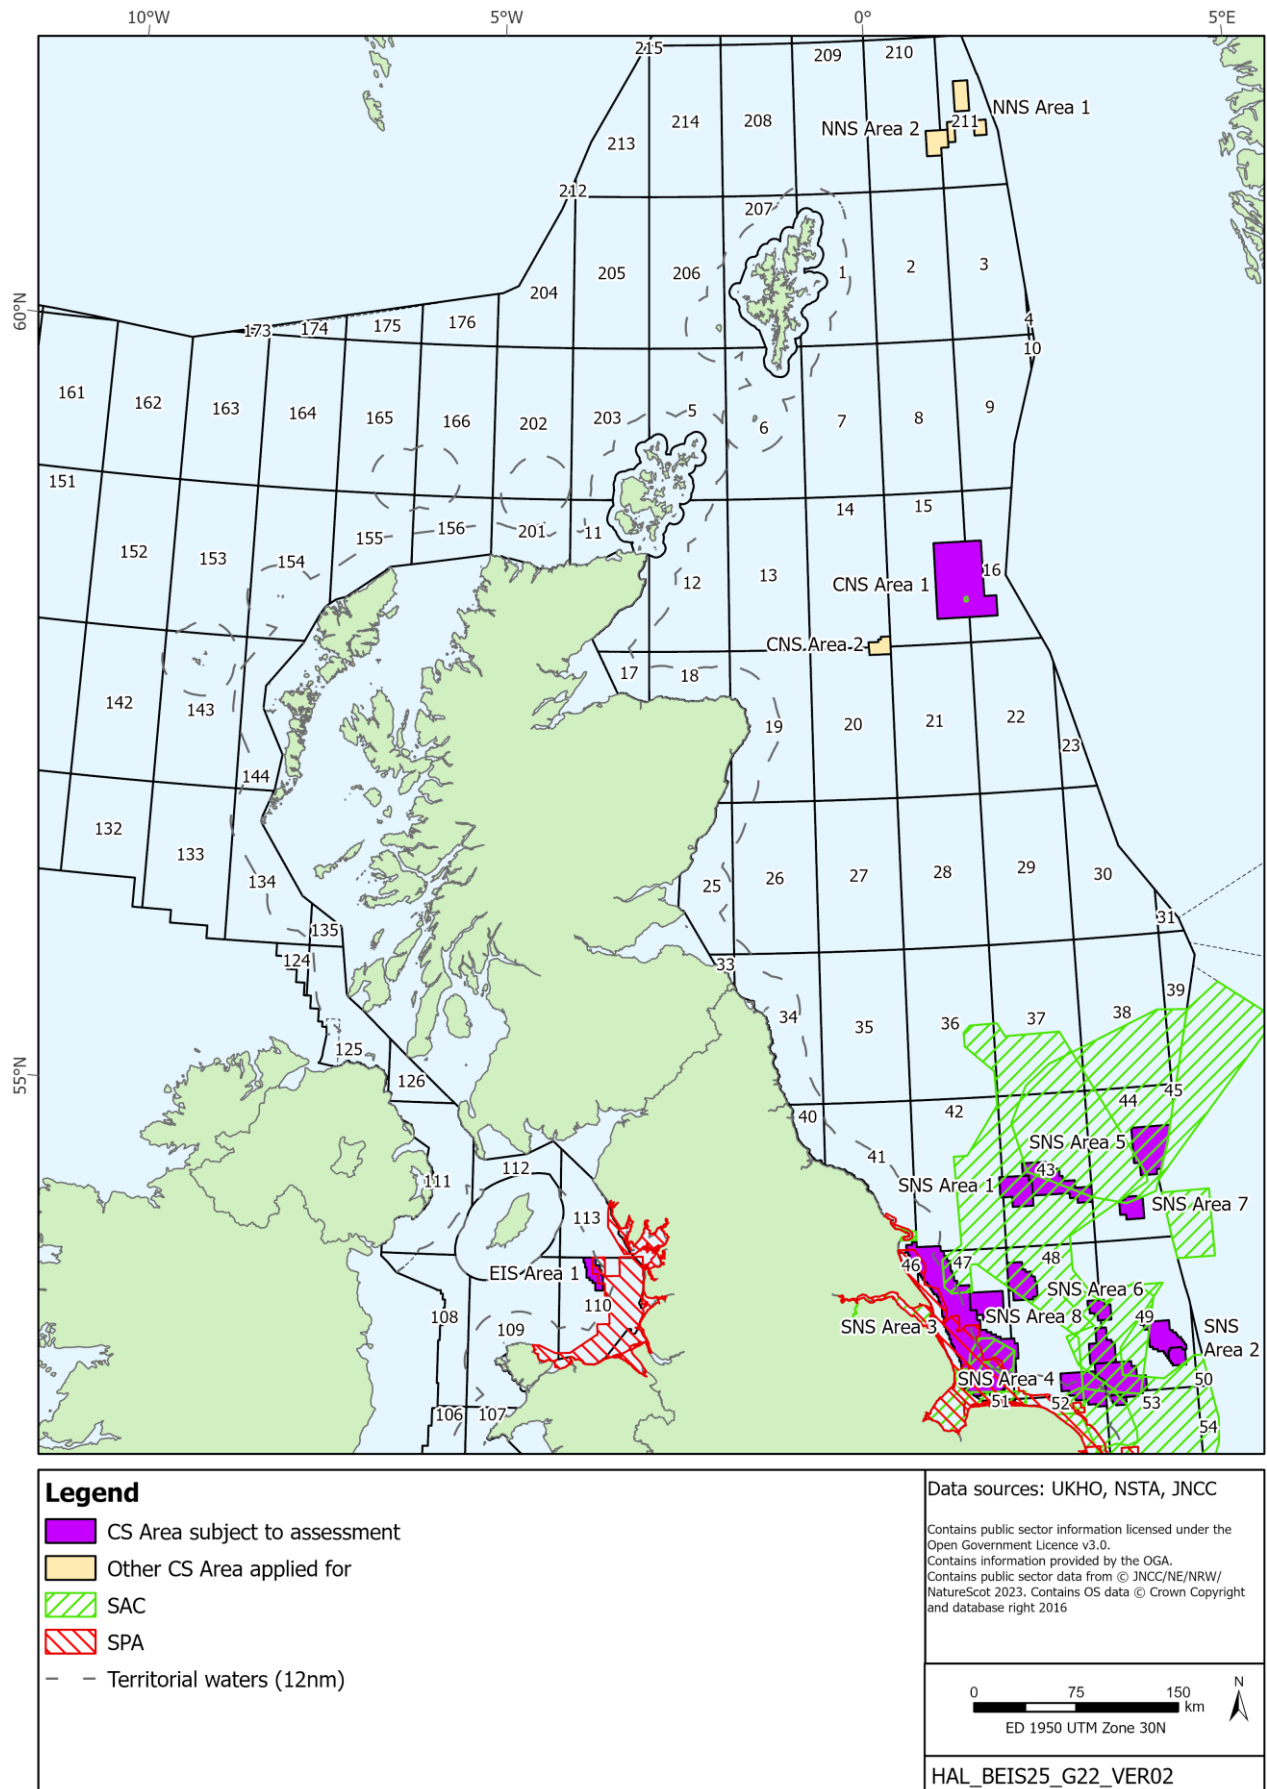 10°W 5°W 0° 5°E
215 209 210
NNS Area 1
214 208 NNS Area 2 211
213
212
207
205 206 1 2 3
204
60°N
173 174 175 176
4
10
161 162 163 164 165 166 202 203 5 6 7 8 9
151
152 153 154 155 156 201 11 12 13 14 15 16
CNS Area 1
CNS Area 2
142 143 144 17 18 19 20 21 22 23
132 133 134 135 25 26 27 28 29 30 31
124 33 34 35 36 37 38 39
55°N
125 126 40 41 42 44 45
SNS Area 5
43
SNS Area 1
SNS Area 7
111 112 113
EIS Area 1
110
108 109
106 107
46 47 48
SNS Area 6
SNS Area 8
49
SNS Area 3
SNS
Area 2
SNS Area 4
50
51 52 53
54
Legend
CS Area subject to assessment
Other CS Area applied for
SAC
SPA
Territorial waters (12nm)
Data sources: UKHO, NSTA, JNCC
Contains public sector information licensed under the
Open Government Licence v3.0.
Contains information provided by the OGA.
Contains public sector data from © JNCC/NE/NRW/
NatureScot 2023. Contains OS data © Crown Copyright
and database right 2016
0 75 150
km
N
ED 1950 UTM Zone 30N
HAL_BEIS25_G22_VER02